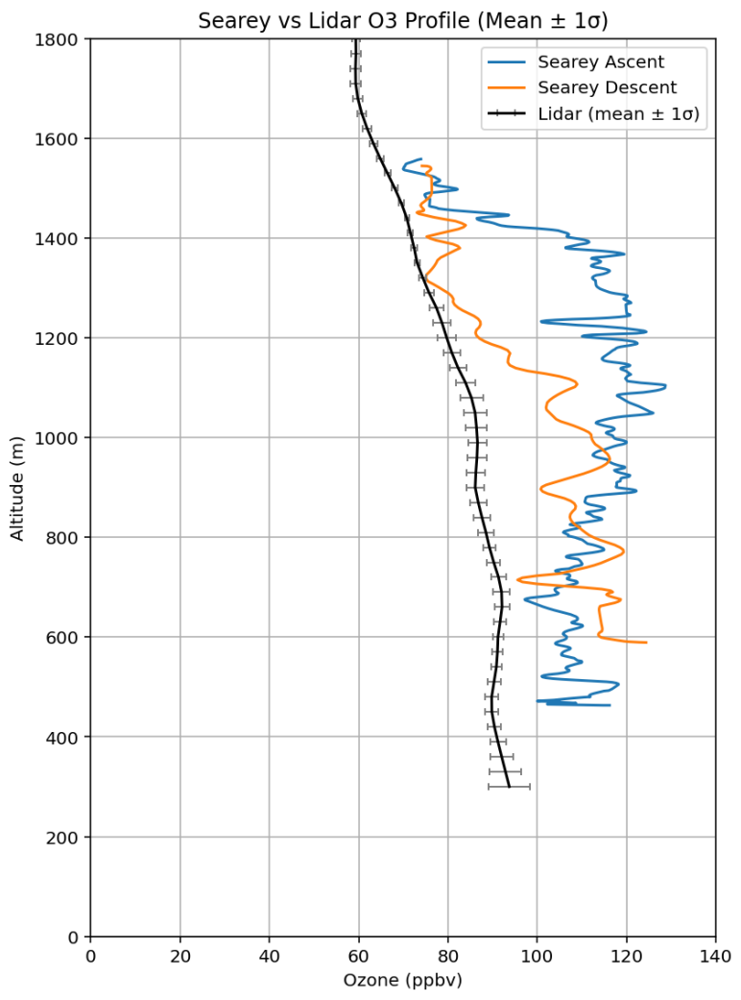 Searey vs Lidar O3 Profile (Mean ± 1σ)
Searey Ascent
Searey Descent
Lidar (mean ± 1σ)
1800
1600
1400
1200
1000
800
600
400
200
0
Altitude (m)
0 20 40 60 80 100 120 140
Ozone (ppbv)